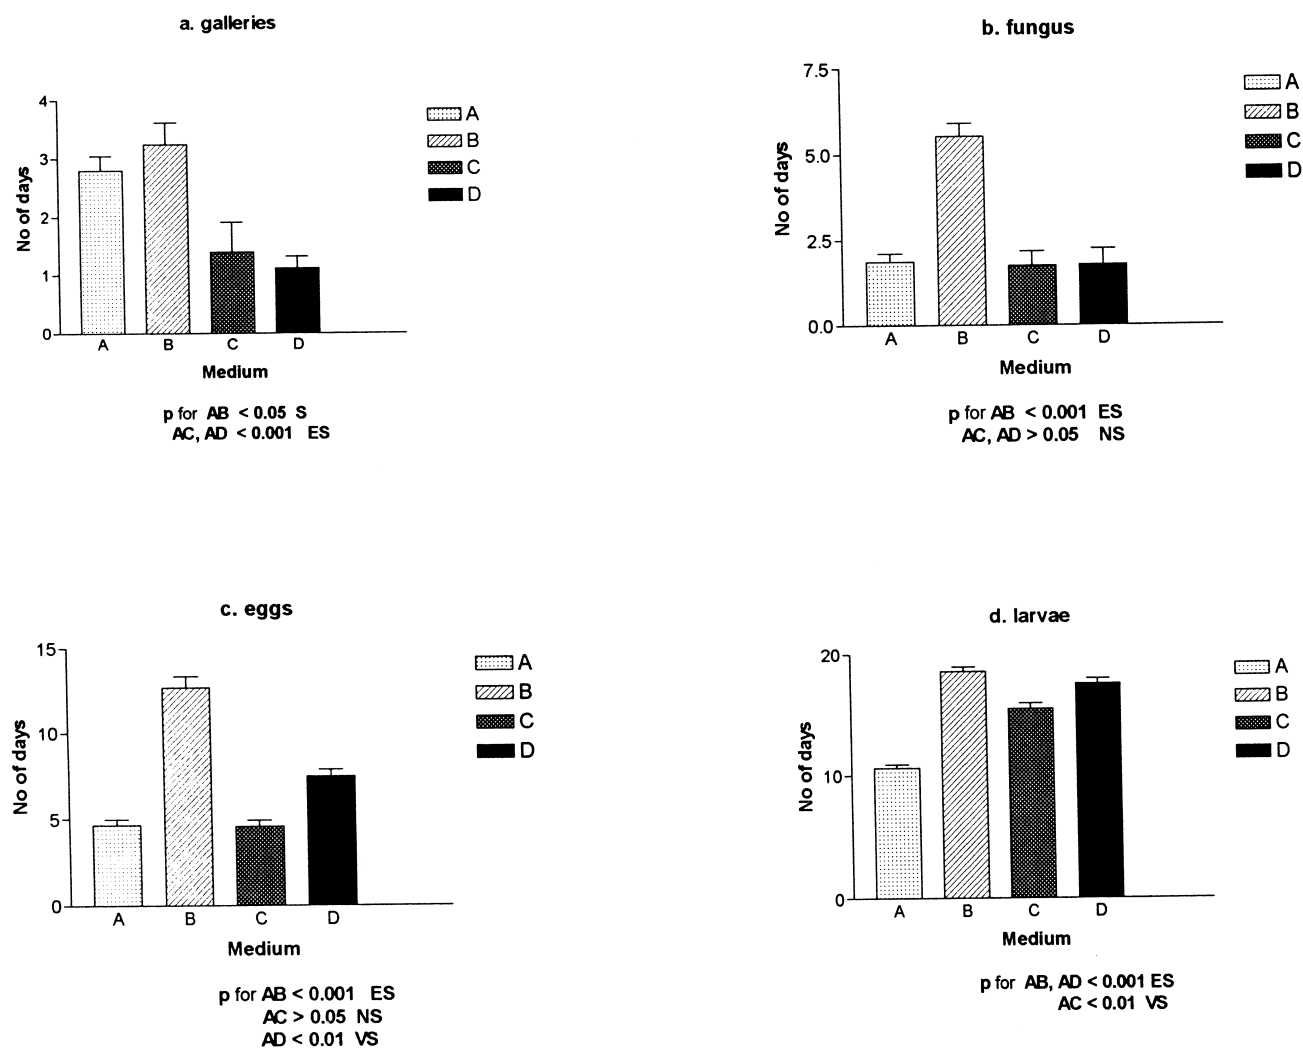 a. galleries
No of days
4
3
2
1
0
A
B
C
D
A
B
C
D
Medium
p for AB < 0.05 S
AC, AD < 0.001 ES
b. fungus
No of days
7.5
5.0
2.5
0.0
A
B
C
D
A
B
C
D
Medium
p for AB < 0.001 ES
AC, AD > 0.05 NS
c. eggs
No of days
15
10
5
0
A
B
C
D
A
B
C
D
Medium
p for AB < 0.001 ES
AC > 0.05 NS
AD < 0.01 VS
d. larvae
No of days
20
10
0
A
B
C
D
A
B
C
D
Medium
p for AB, AD < 0.001 ES
AC < 0.01 VS